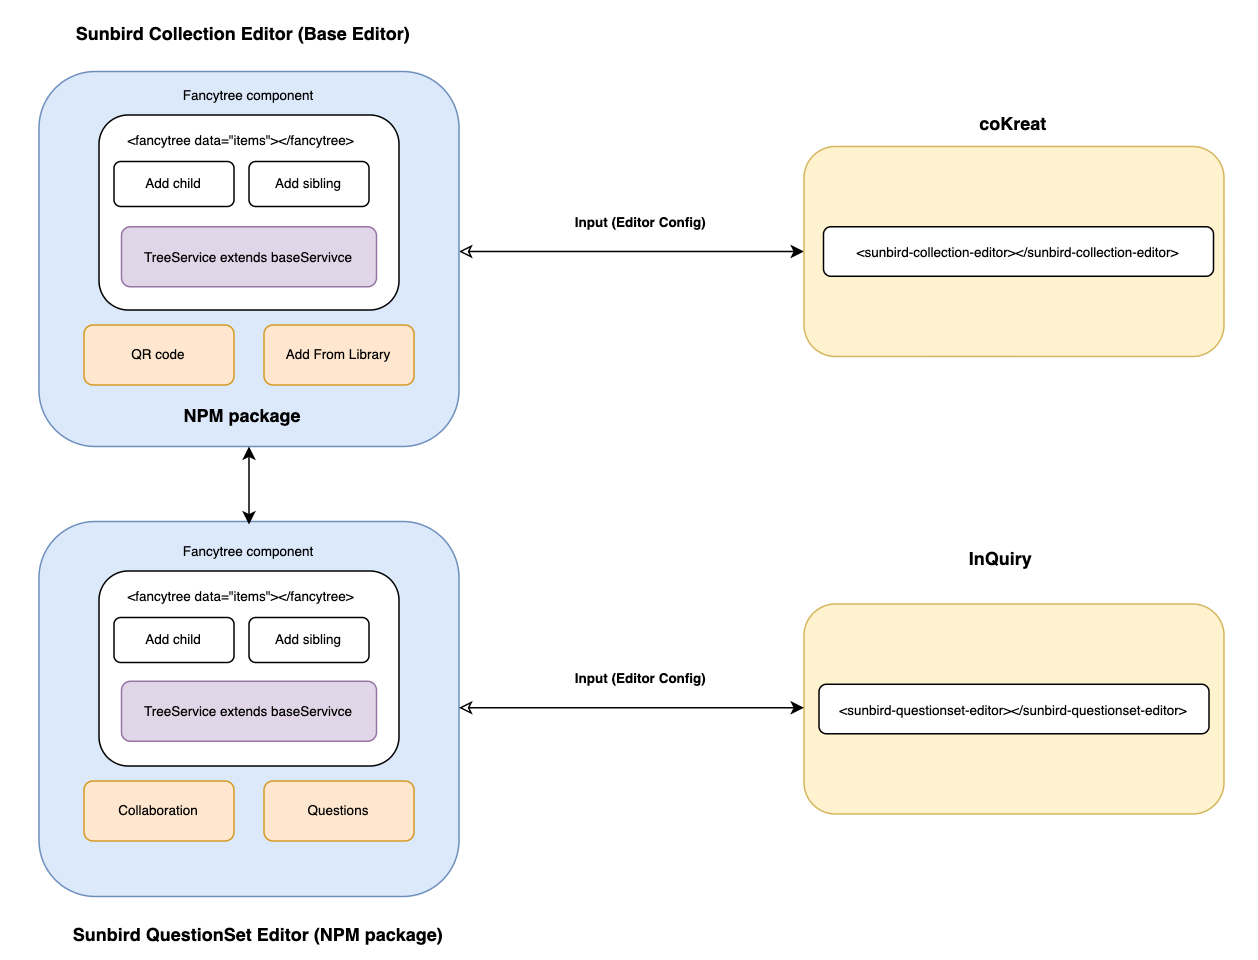 Sunbird Collection Editor (Base Editor)
Fancytree component
<fancytree data="items"></fancytree>
Add child
Add sibling
TreeService extends baseServivce
QR code
Add From Library
NPM package
Input (Editor Config)
coKreat
<sunbird-collection-editor></sunbird-collection-editor>
Fancytree component
<fancytree data="items"></fancytree>
Add child
Add sibling
TreeService extends baseServivce
Collaboration
Questions
Sunbird QuestionSet Editor (NPM package)
Input (Editor Config)
InQuiry
<sunbird-questionset-editor></sunbird-questionset-editor>